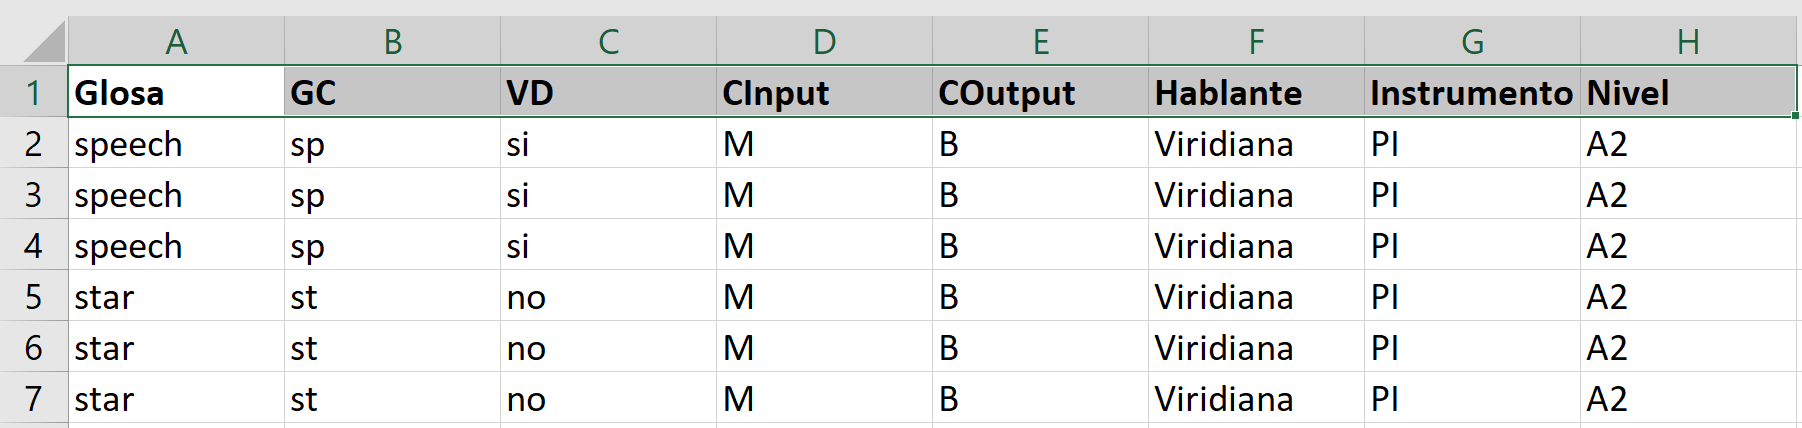 A B C D E F G H
1 Glosa GC VD CInput COutput Hablante Instrumento Nivel
2 speech sp si M B Viridiana PI A2
3 speech sp si M B Viridiana PI A2
4 speech sp si M B Viridiana PI A2
5 star st no M B Viridiana PI A2
6 star st no M B Viridiana PI A2
7 star st no M B Viridiana PI A2